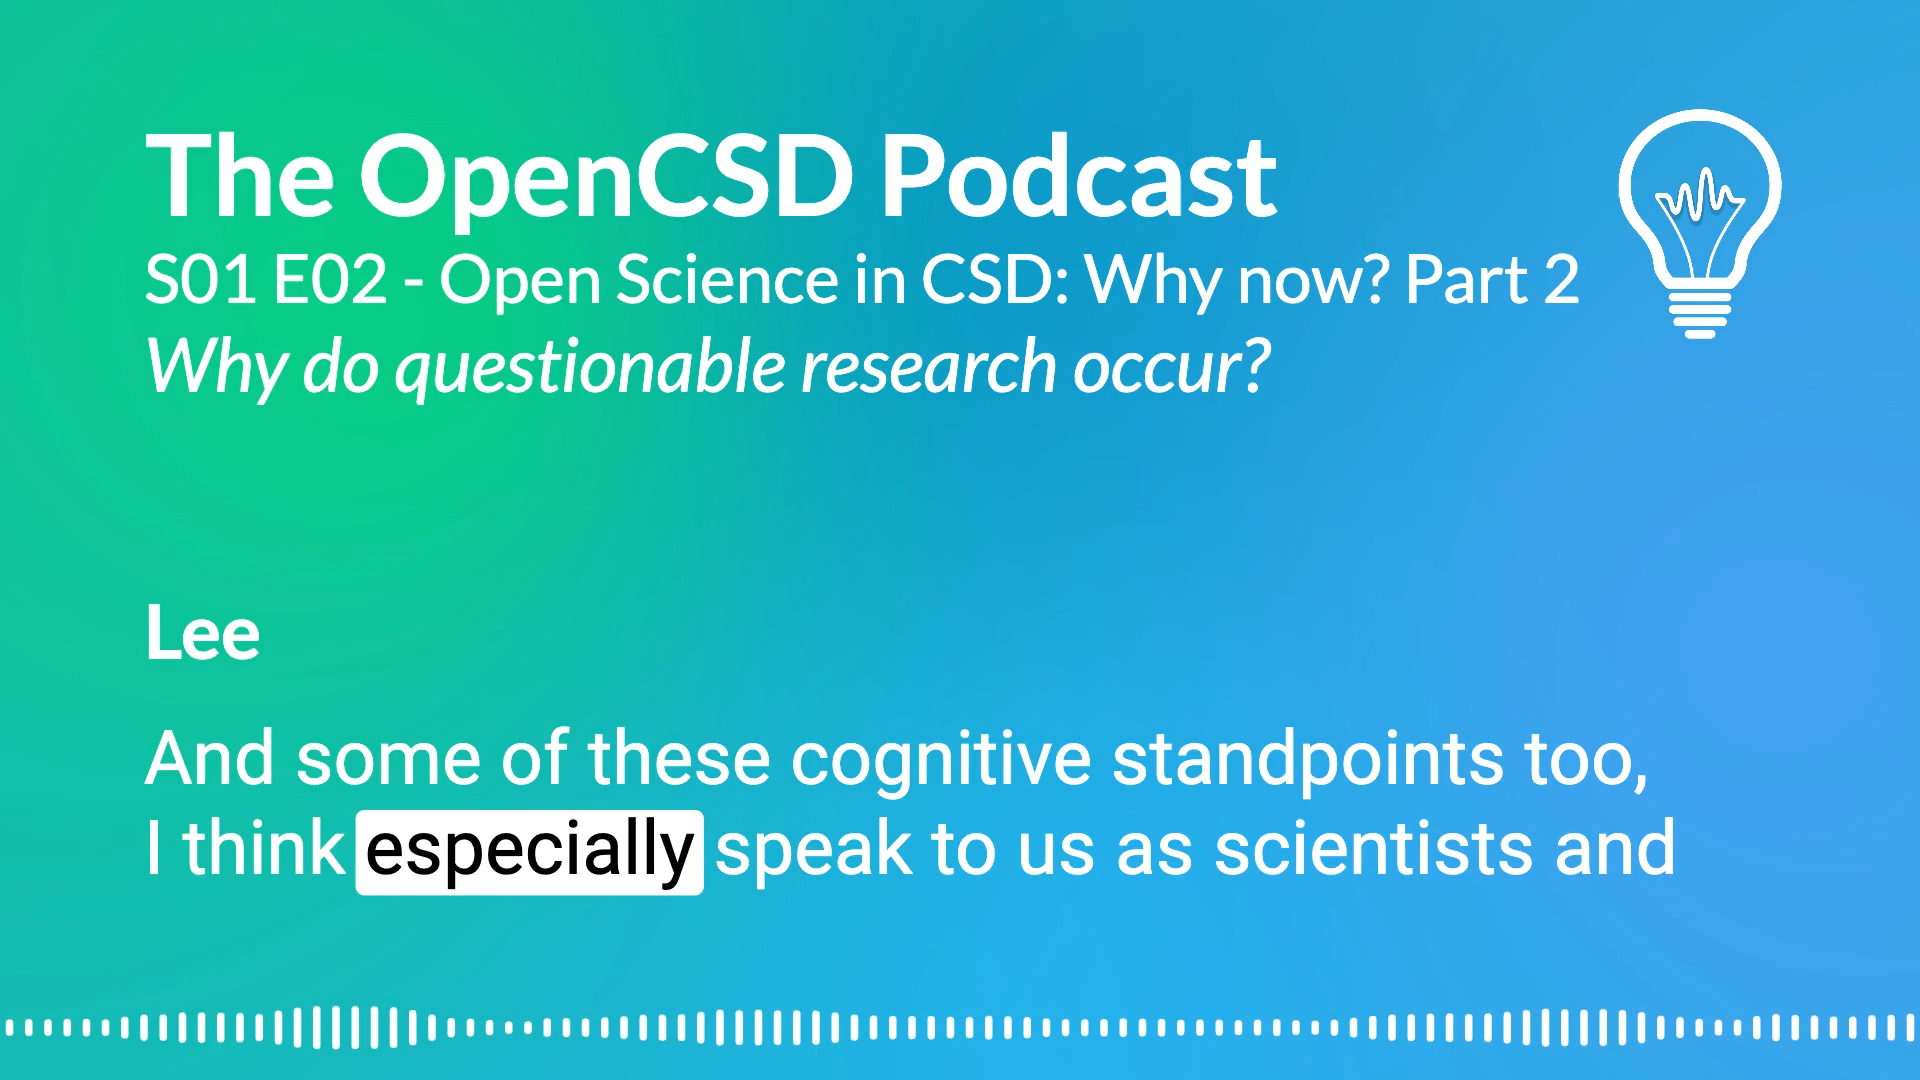 The OpenCSD Podcast
S01 E02 - Open Science in CSD: Why now? Part 2
Why do questionable research occur?
Lee
And some of these cognitive standpoints too,
I think especially speak to us as scientists and